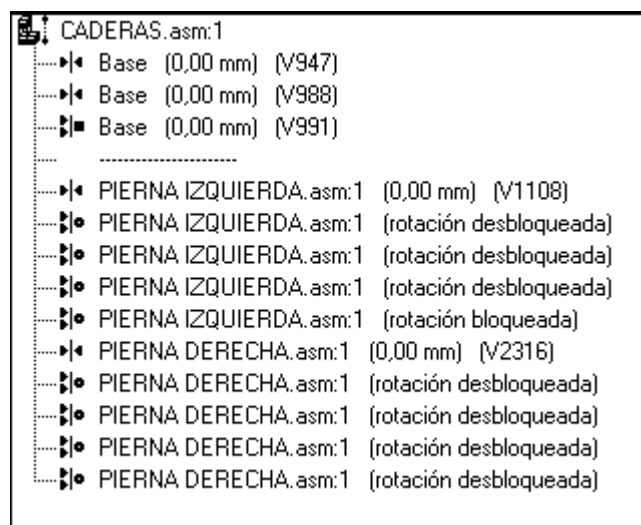 CADERAS.asm:1
Base (0,00 mm) (V947)
Base (0,00 mm) (V988)
Base (0,00 mm) (V991)
-----------------------
PIERNA IZQUIERDA.asm:1 (0,00 mm) (V1108)
PIERNA IZQUIERDA.asm:1 (rotación desbloqueada)
PIERNA IZQUIERDA.asm:1 (rotación desbloqueada)
PIERNA IZQUIERDA.asm:1 (rotación desbloqueada)
PIERNA IZQUIERDA.asm:1 (rotación bloqueada)
PIERNA DERECHA.asm:1 (0,00 mm) (V2316)
PIERNA DERECHA.asm:1 (rotación desbloqueada)
PIERNA DERECHA.asm:1 (rotación desbloqueada)
PIERNA DERECHA.asm:1 (rotación desbloqueada)
PIERNA DERECHA.asm:1 (rotación desbloqueada)